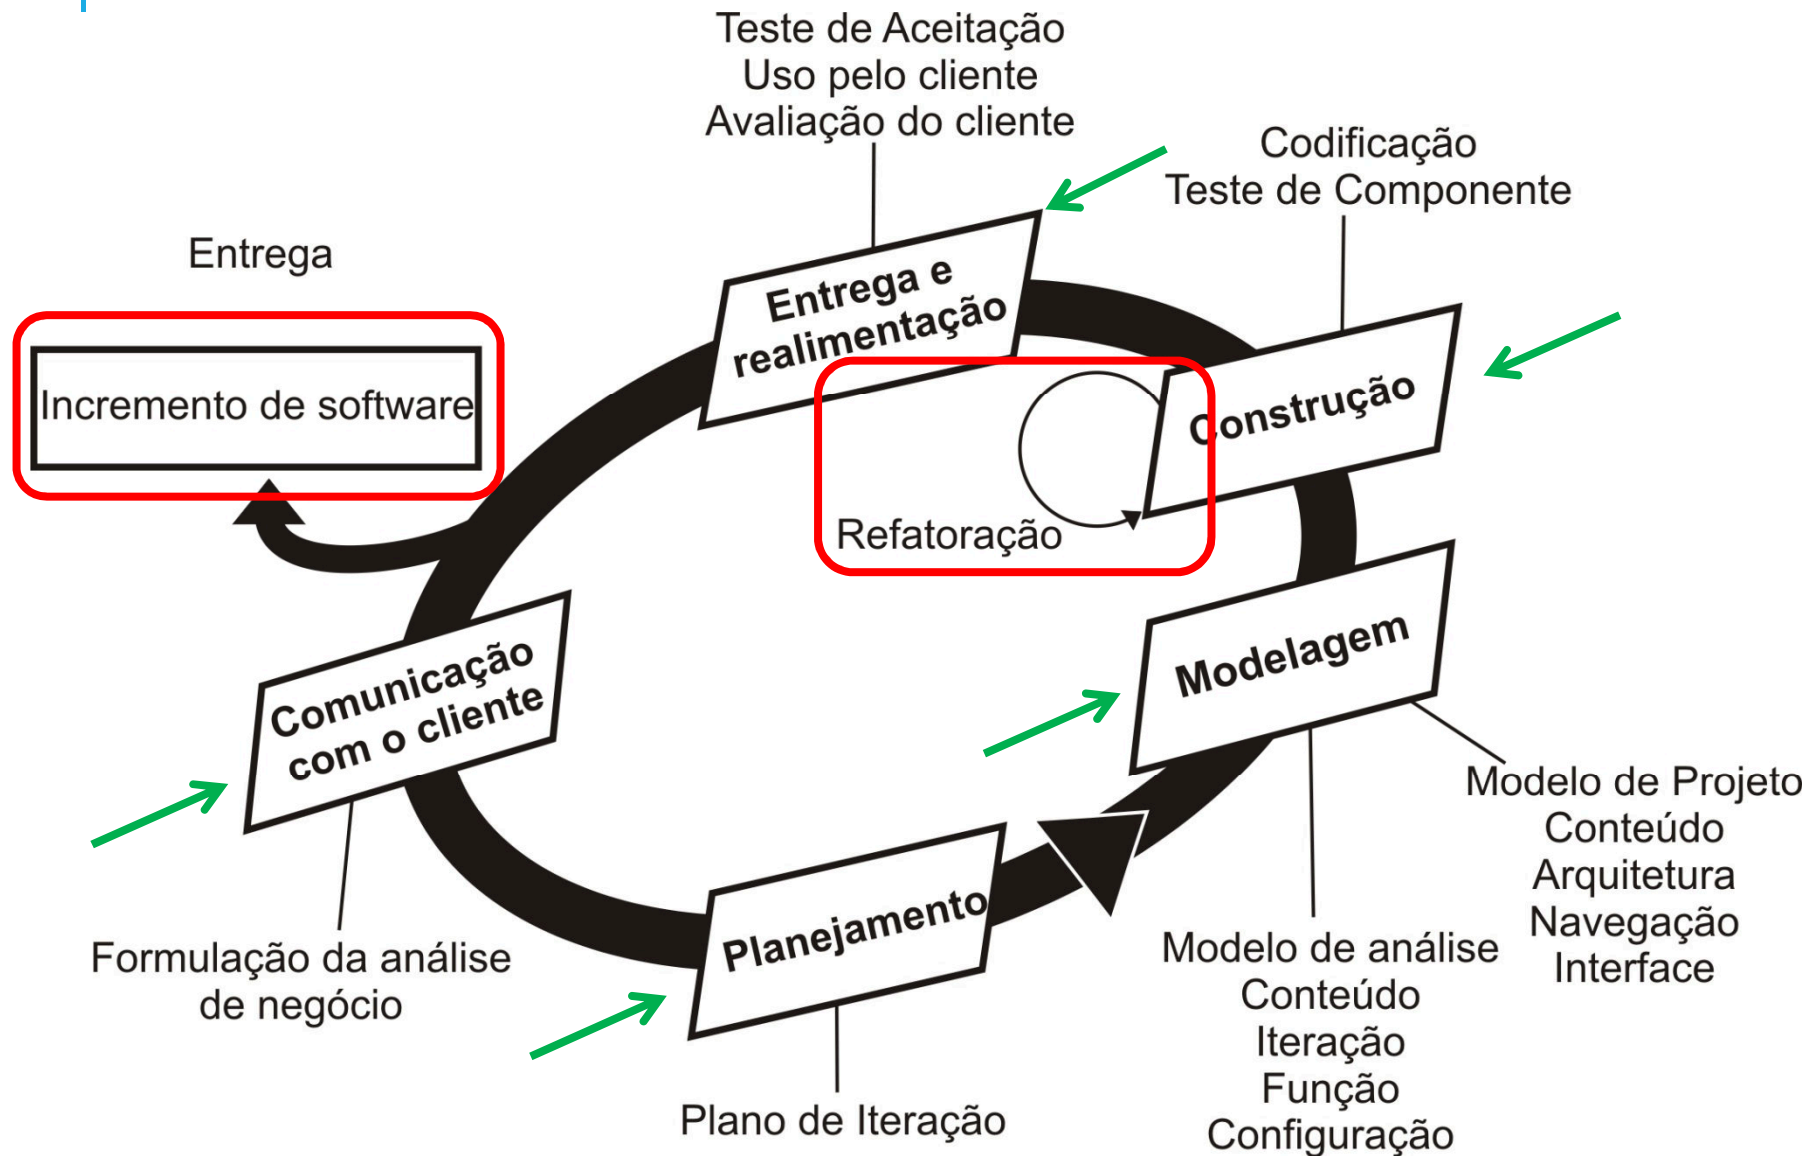 Teste de Aceitação
Uso pelo cliente
Avaliação do cliente
Codificação
Teste de Componente
Entrega
Entrega e
realimentação
Incremento de software
Construção
Refatoração
Modelagem
Comunicação
com o cliente
Modelo de Projeto
Conteúdo
Arquitetura
Navegação
Interface
Planejamento
Formulação da análise
de negócio
Modelo de análise
Conteúdo
Iteração
Função
Configuração
Plano de Iteração